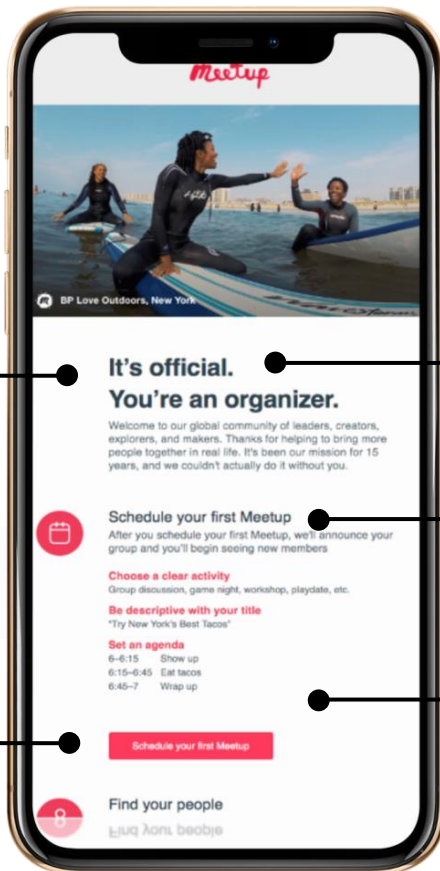 Meetup
BP Love Outdoors, New York
It's official.
You're an organizer.
Welcome to our global community of leaders, creators,
explorers, and makers. Thanks for helping to bring more
people together in real life. It's been our mission for 15
years, and we couldn't actually do it without you.
Schedule your first Meetup
After you schedule your first Meetup, we'll announce your
group and you'll begin seeing new members
Choose a clear activity
Group discussion, game night, workshop, playdate, etc.
Be descriptive with your title
"Try New York's Best Tacos"
Set an agenda
6–6:15 Show up
6:15–6:45 Eat tacos
6:45–7 Wrap up
Schedule your first Meetup
Find your people
Find your people